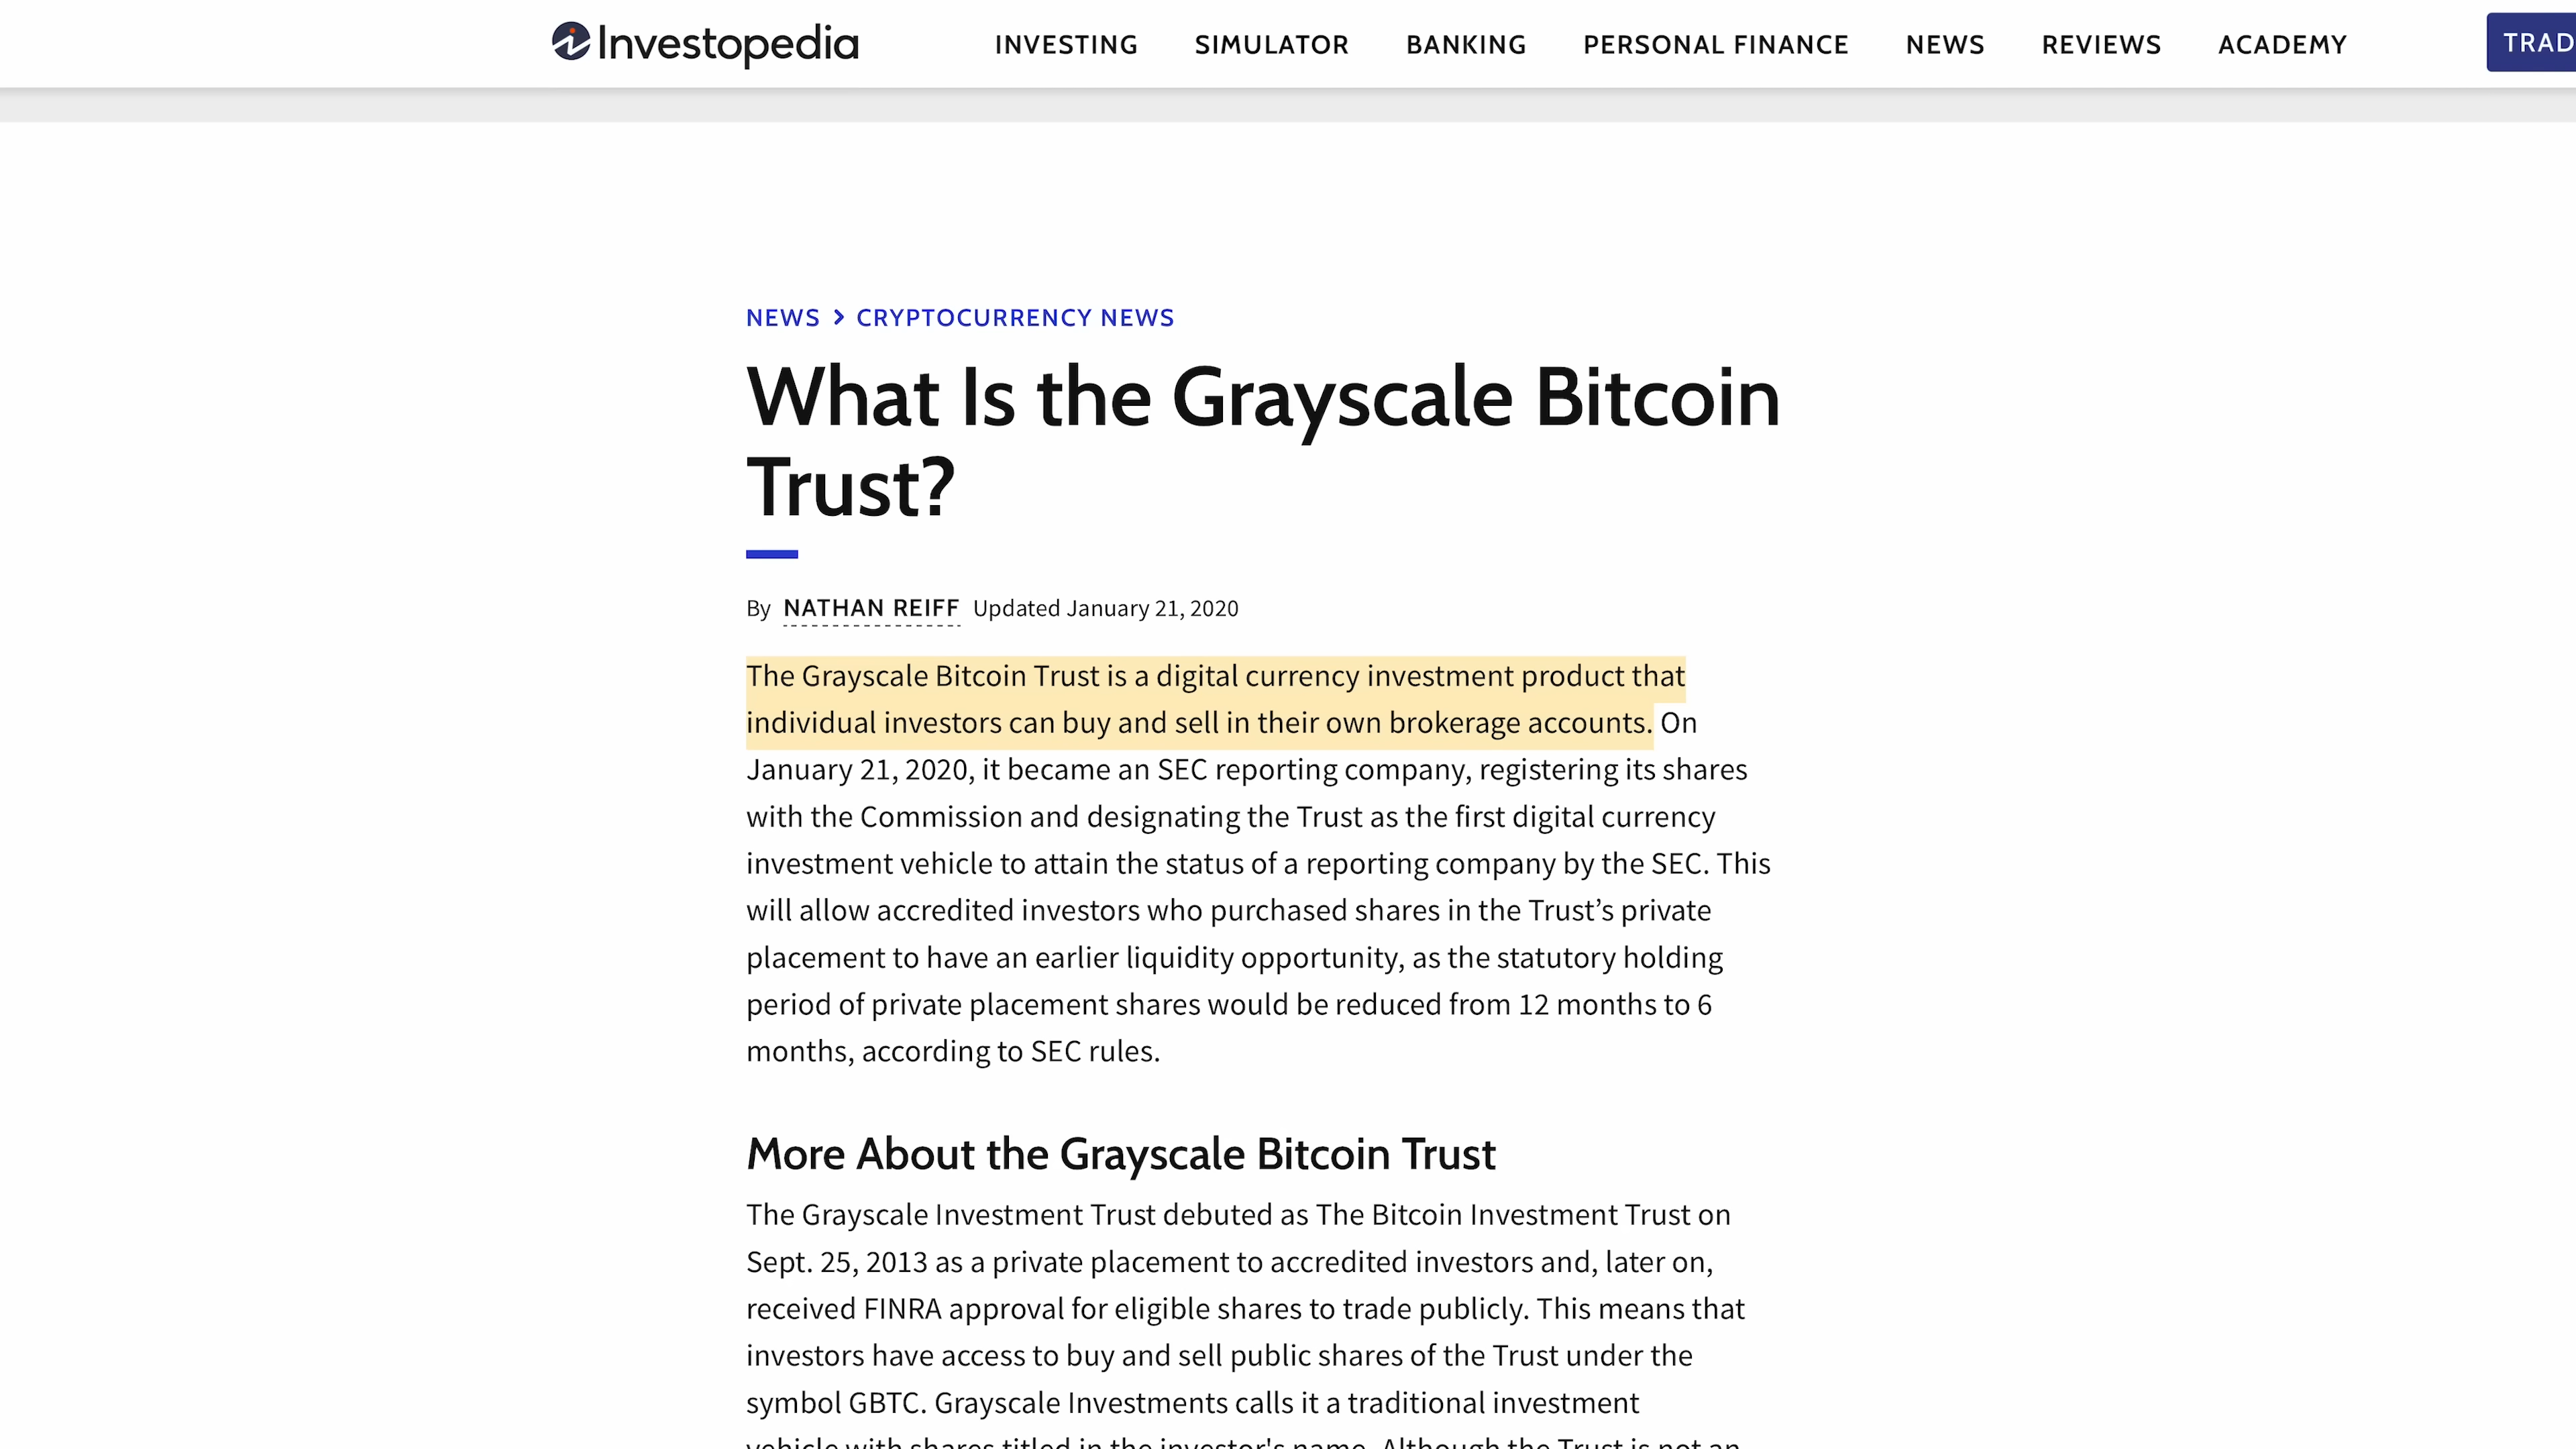 Investopedia INVESTING SIMULATOR BANKING PERSONAL FINANCE NEWS REVIEWS ACADEMY TRAD
NEWS > CRYPTOCURRENCY NEWS
What Is the Grayscale Bitcoin
Trust?
By NATHAN REIFF Updated January 21, 2020
The Grayscale Bitcoin Trust is a digital currency investment product that
individual investors can buy and sell in their own brokerage accounts. On
January 21, 2020, it became an SEC reporting company, registering its shares
with the Commission and designating the Trust as the first digital currency
investment vehicle to attain the status of a reporting company by the SEC. This
will allow accredited investors who purchased shares in the Trust’s private
placement to have an earlier liquidity opportunity, as the statutory holding
period of private placement shares would be reduced from 12 months to 6
months, according to SEC rules.
More About the Grayscale Bitcoin Trust
The Grayscale Investment Trust debuted as The Bitcoin Investment Trust on
Sept. 25, 2013 as a private placement to accredited investors and, later on,
received FINRA approval for eligible shares to trade publicly. This means that
investors have access to buy and sell public shares of the Trust under the
symbol GBTC. Grayscale Investments calls it a traditional investment
vehicle with shares titled in the investor's name. Although the Trust is not an